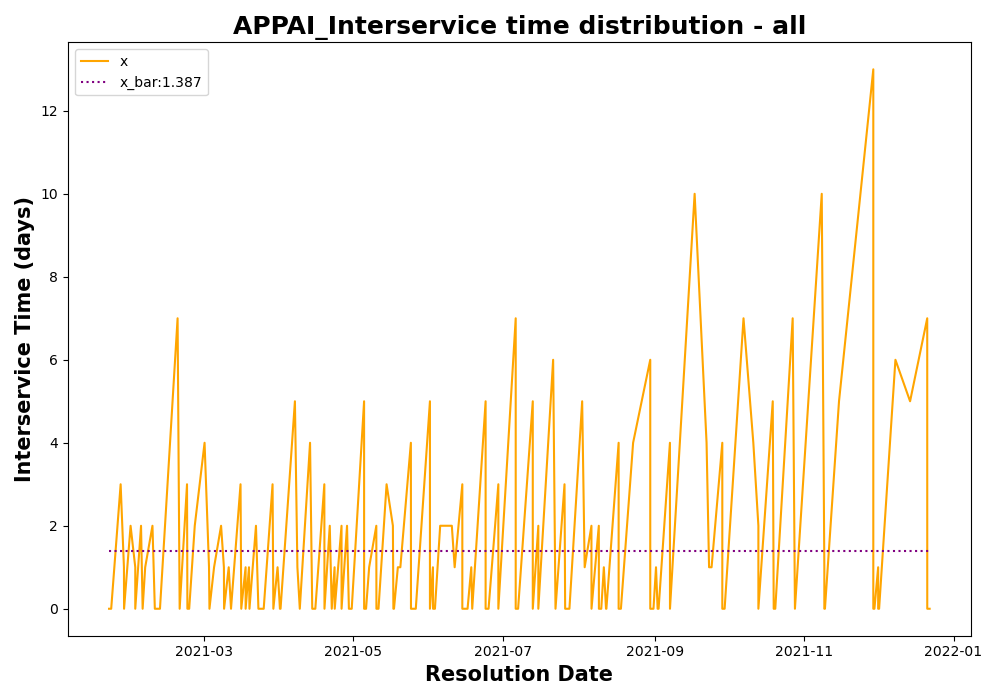 APPAI_Interservice time distribution - all
x
x_bar:1.387
Interservice Time (days)
12
10
8
6
4
2
0
2021-03
2021-05
2021-07
2021-09
2021-11
2022-01
Resolution Date